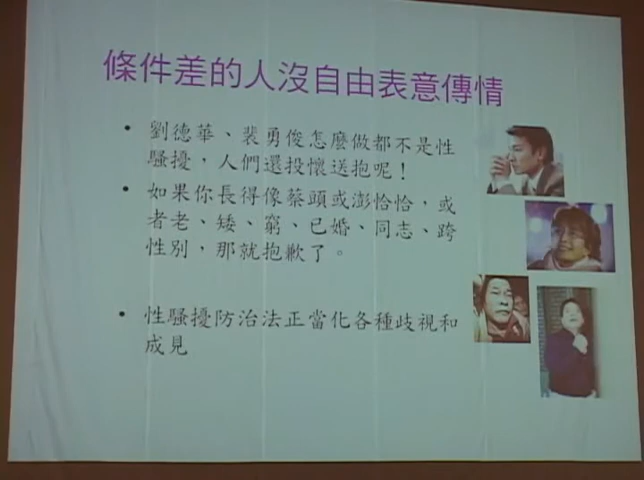 條件差的人沒自由表意傳情
• 劉德華、裴勇俊怎麼做都不是性
騷擾，人們還投懷送抱呢！
• 如果你長得像蔡頭或澎恰恰，或
者老、矮、窮、已婚、同志、跨
性別，那就抱歉了。
• 性騷擾防治法正當化各種歧視和
成見